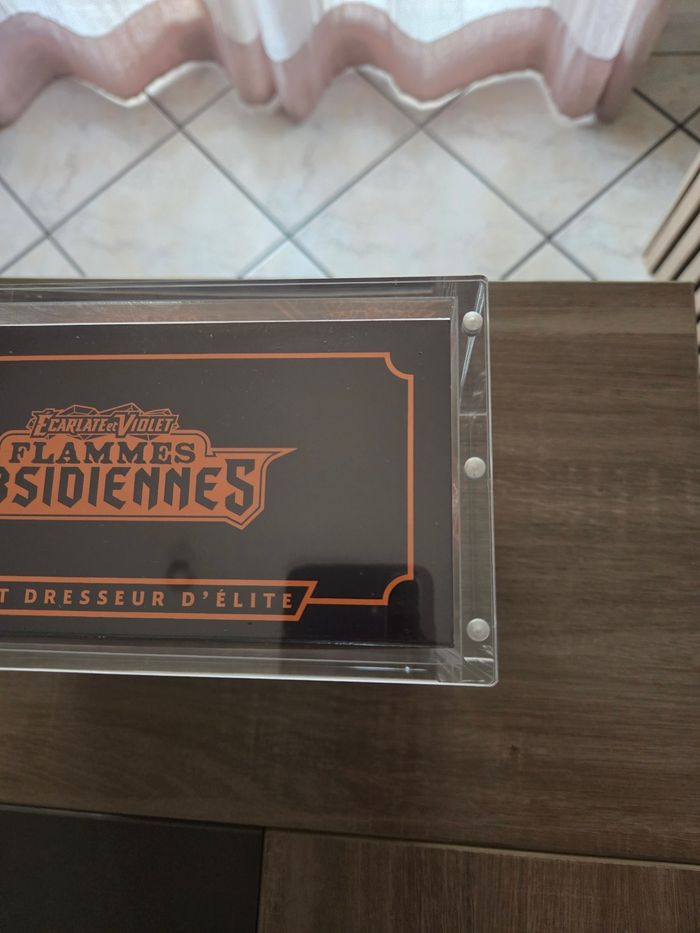 ÉCARLATE ET VIOLET
FLAMMES
BSIDIENNES
T DRESSEUR D'ÉLITE